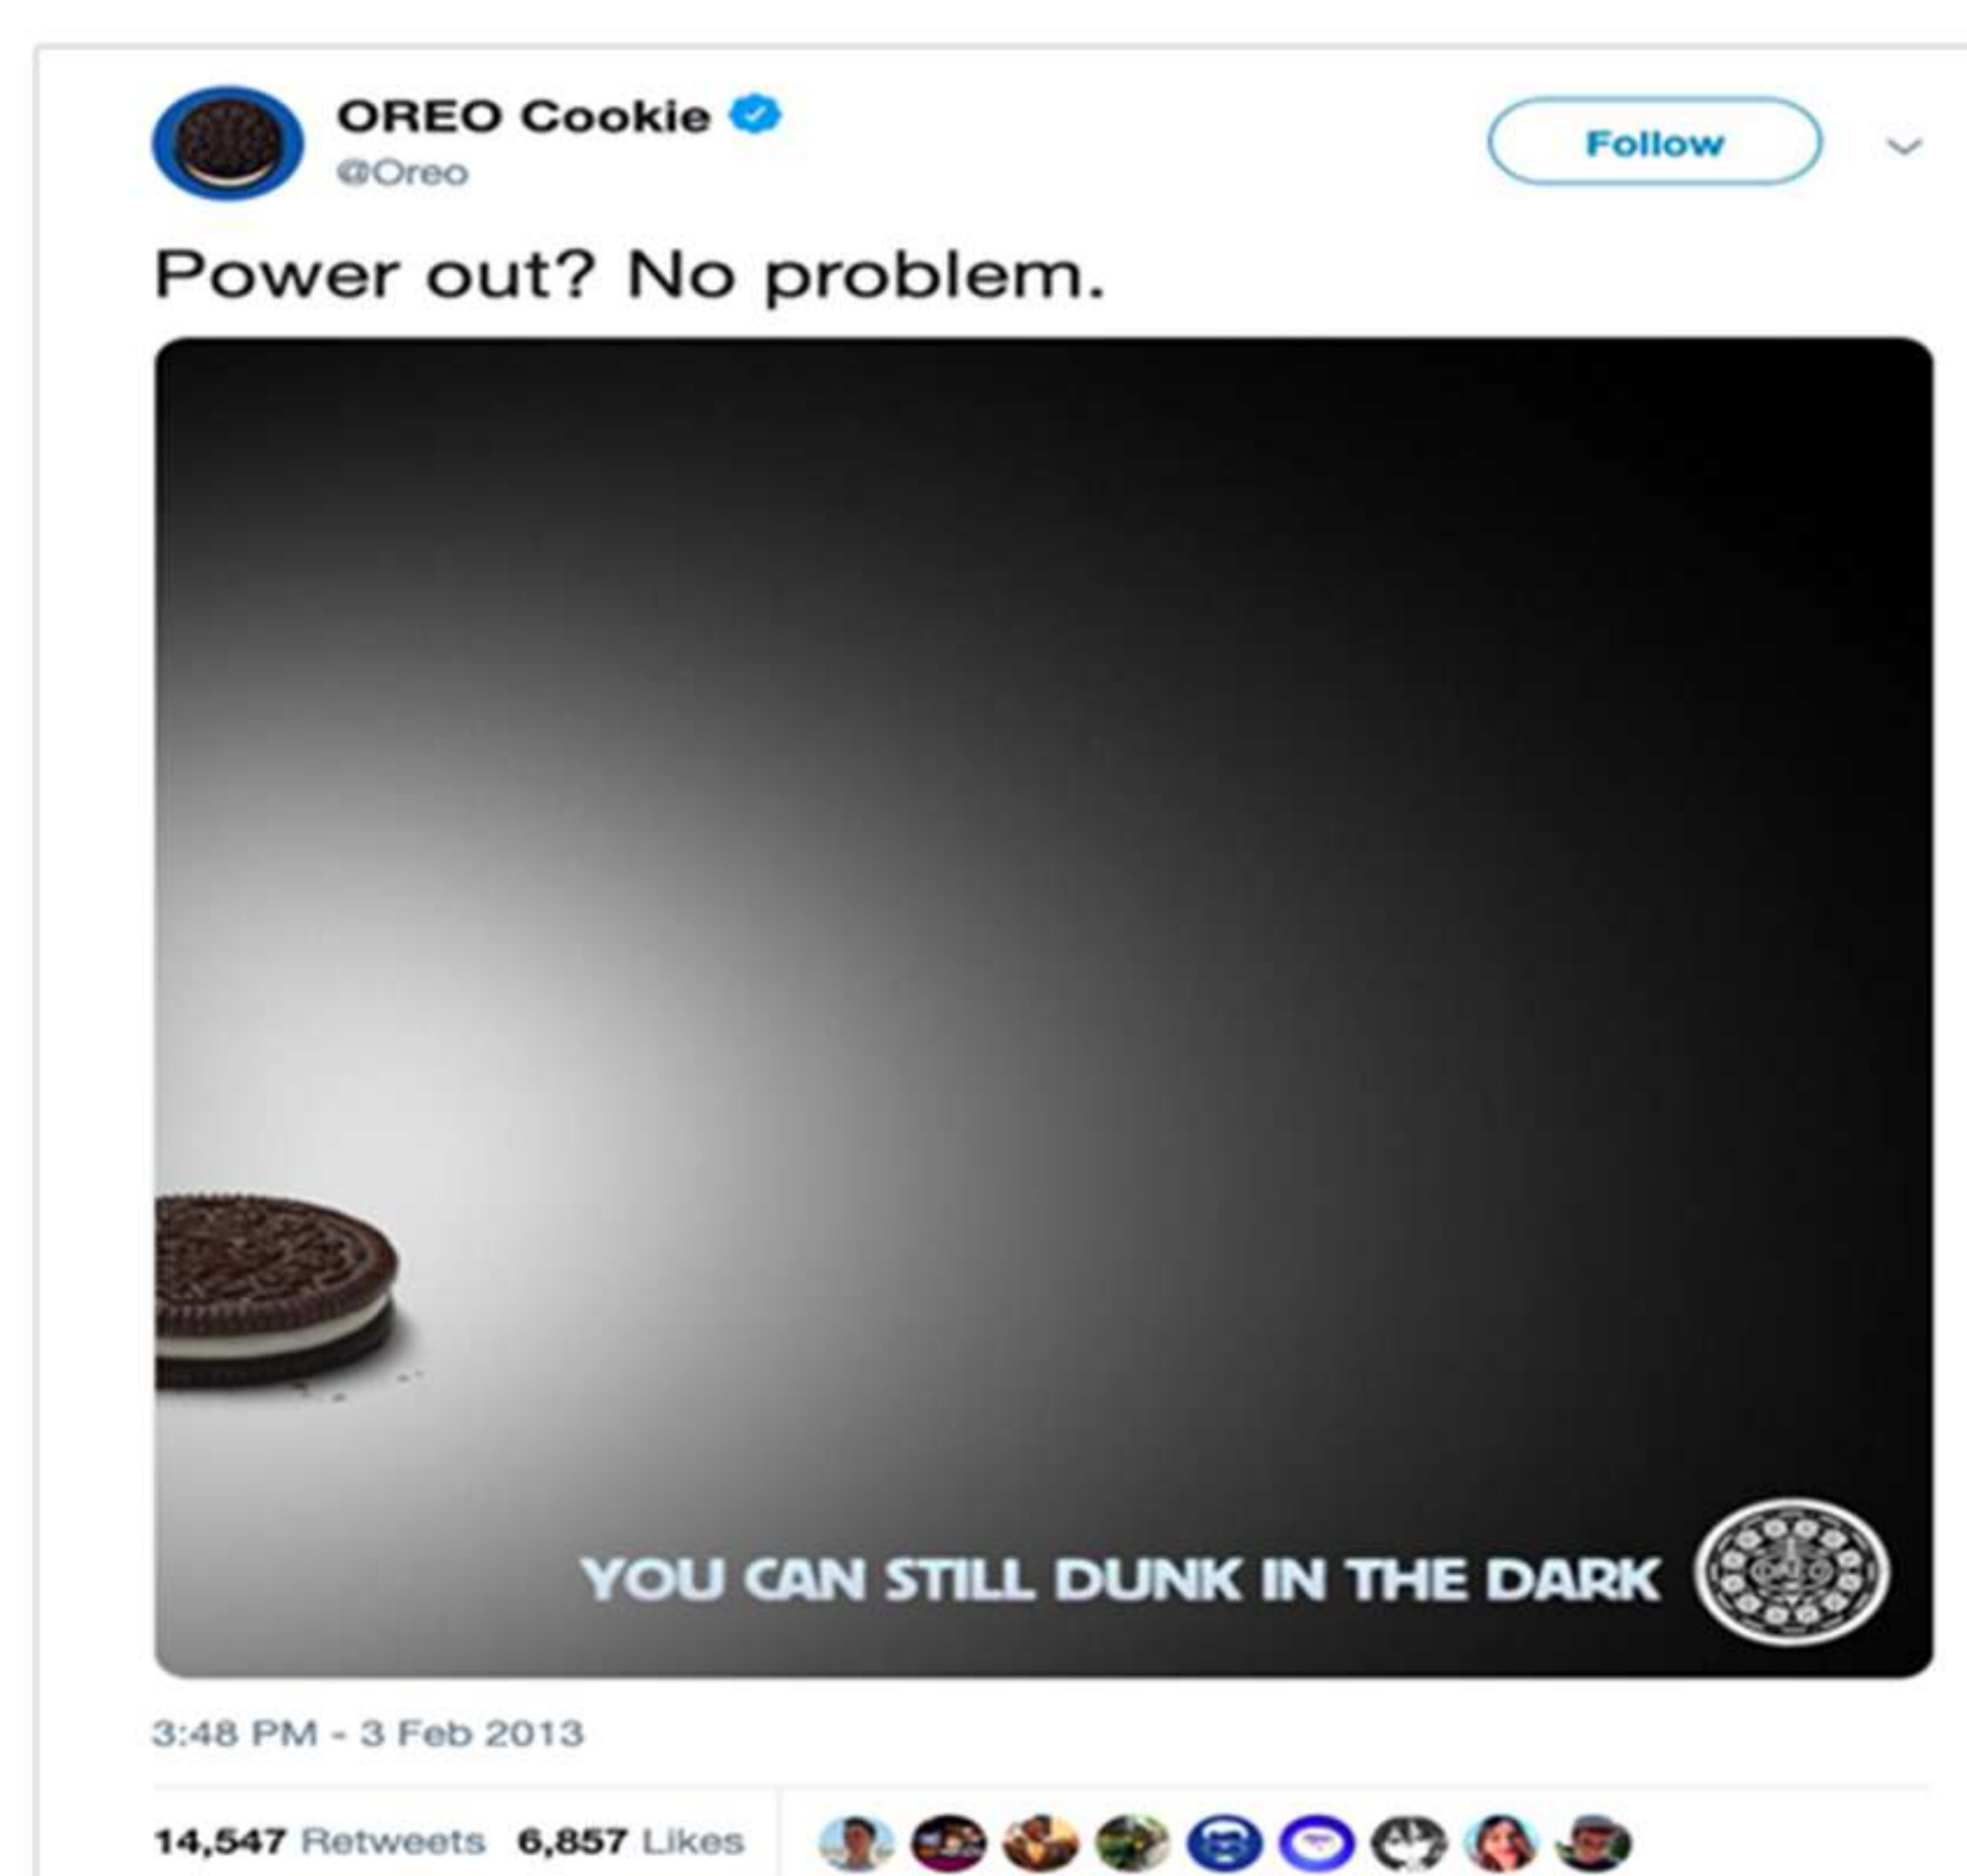 OREO Cookie
@Oreo
Follow
Power out? No problem.
YOU CAN STILL DUNK IN THE DARK
OREO
3:48 PM - 3 Feb 2013
14,547 Retweets 6,857 Likes